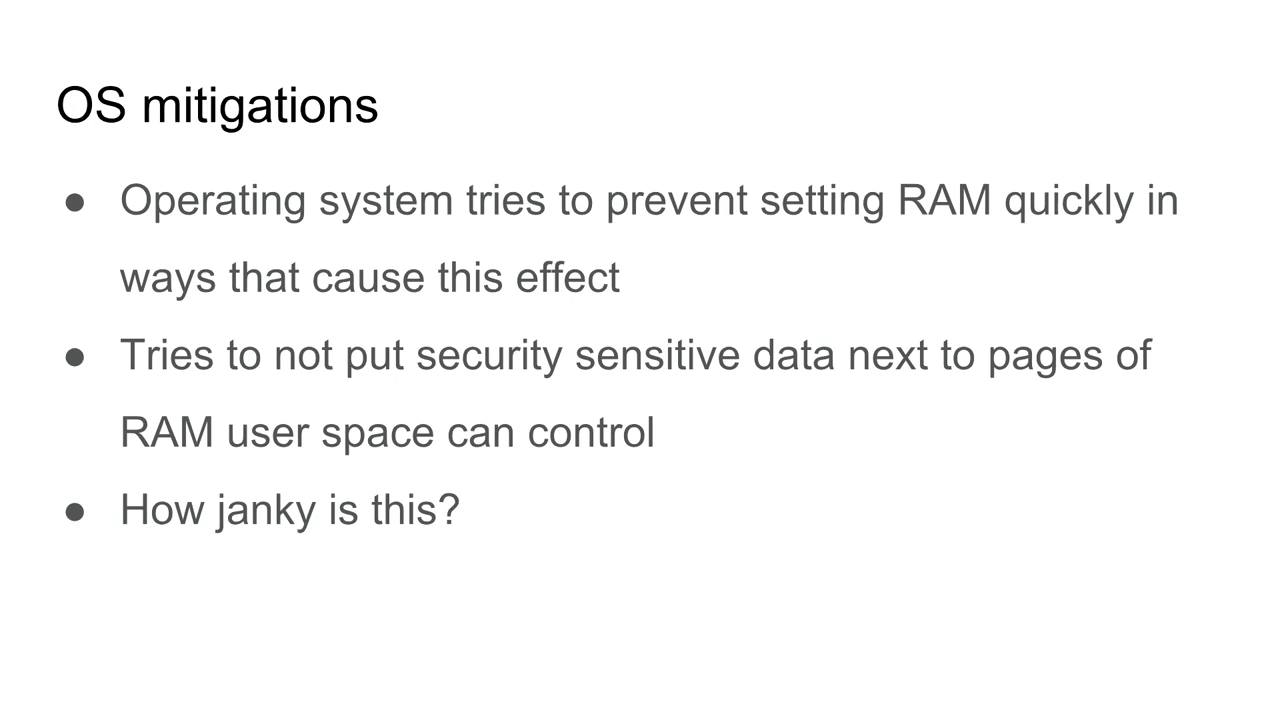 OS mitigations
● Operating system tries to prevent setting RAM quickly in
ways that cause this effect
● Tries to not put security sensitive data next to pages of
RAM user space can control
● How janky is this?